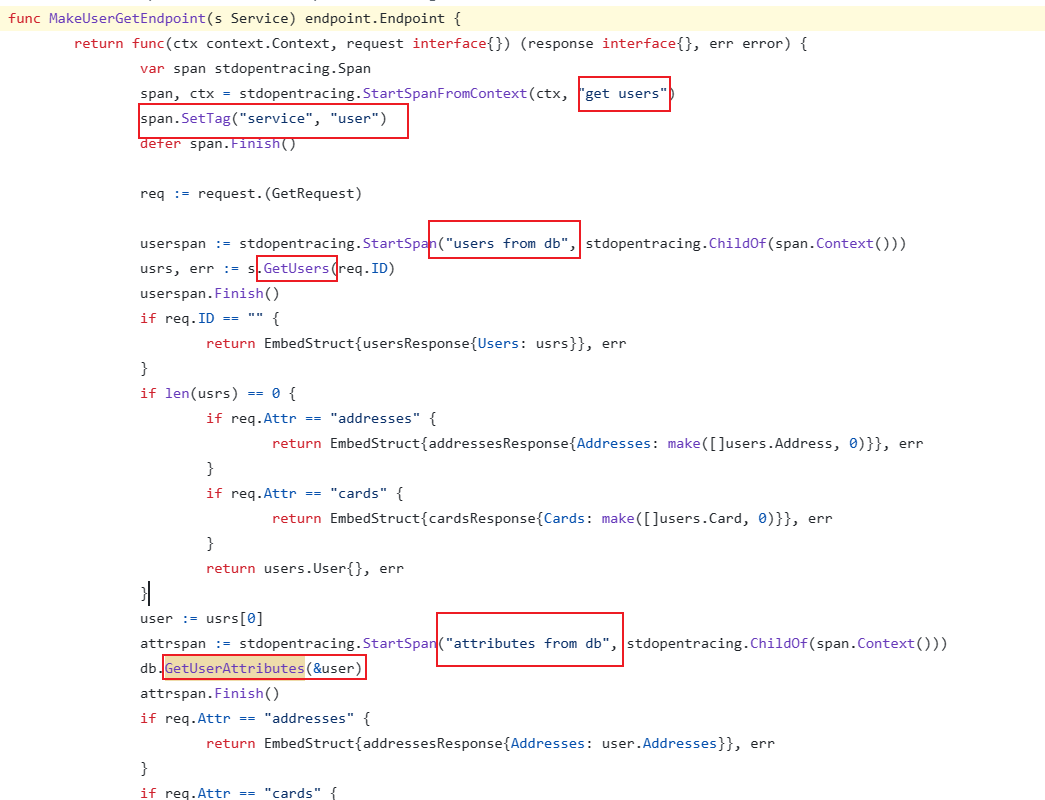 func MakeUserGetEndpoint(s Service) endpoint.Endpoint {
return func(ctx context.Context, request interface{}) (response interface{}, err error) {
var span stdopentracing.Span
span, ctx = stdopentracing.StartSpanFromContext(ctx, "get users")
span.SetTag("service", "user")
defer span.Finish()
req := request.(GetRequest)
userspan := stdopentracing.StartSpan("users from db", stdopentracing.ChildOf(span.Context()))
usrs, err := s.GetUsers(req.ID)
userspan.Finish()
if req.ID == "" {
return EmbedStruct{usersResponse{Users: usrs}}, err
}
if len(usrs) == 0 {
if req.Attr == "addresses" {
return EmbedStruct{addressesResponse{Addresses: make([]users.Address, 0)}}, err
}
if req.Attr == "cards" {
return EmbedStruct{cardsResponse{Cards: make([]users.Card, 0)}}, err
}
return users.User{}, err
}
user := usrs[0]
attrspan := stdopentracing.StartSpan("attributes from db", stdopentracing.ChildOf(span.Context()))
db.GetUserAttributes(&user)
attrspan.Finish()
if req.Attr == "addresses" {
return EmbedStruct{addressesResponse{Addresses: user.Addresses}}, err
}
if req.Attr == "cards" {